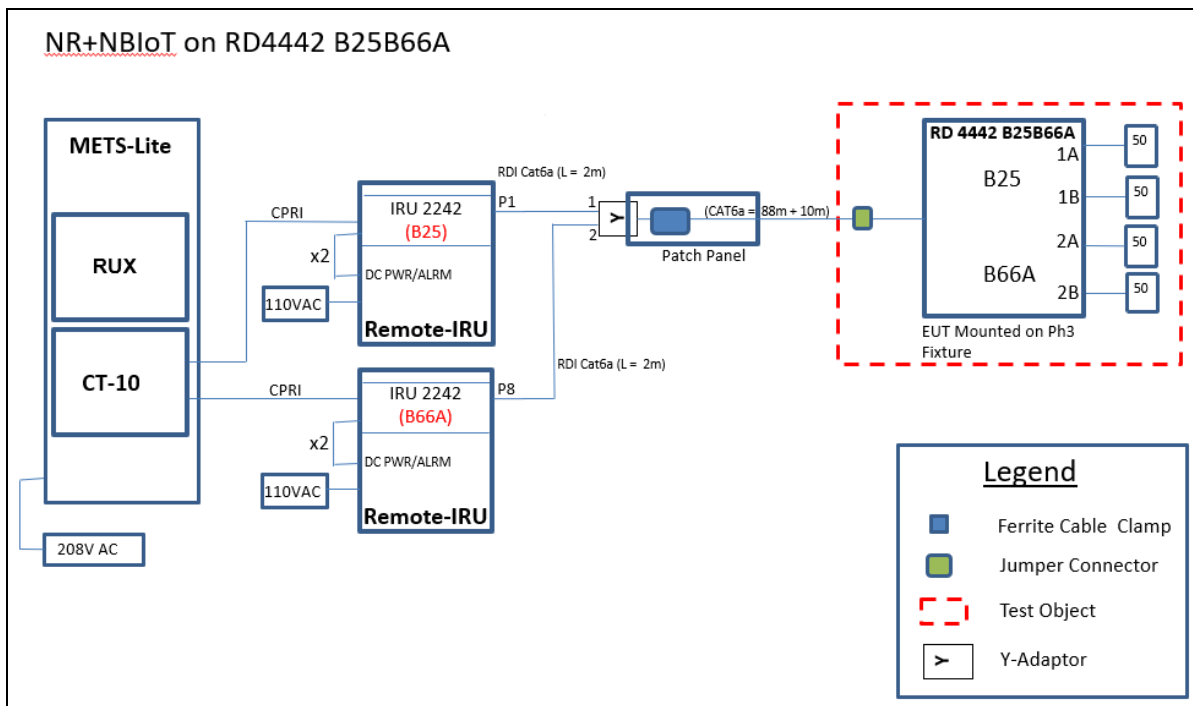 NR+NBIoT on RD4442 B25B66A
METS-Lite
RUX
CT-10
208V AC
CPRI
CPRI
IRU 2242
(B25)
x2
DC PWR/ALRM
110VAC
Remote-IRU
IRU 2242
(B66A)
x2
DC PWR/ALRM
110VAC
Remote-IRU
RDI Cat6a (L = 2m)
P1
P8
RDI Cat6a (L = 2m)
1
2
Y
(CAT6a = 88m + 10m)
Patch Panel
RD 4442 B25B66A
B25
B66A
1A
1B
2A
2B
50
50
50
50
EUT Mounted on Ph3
Fixture
Legend
Ferrite Cable Clamp
Jumper Connector
Test Object
Y
Y-Adaptor